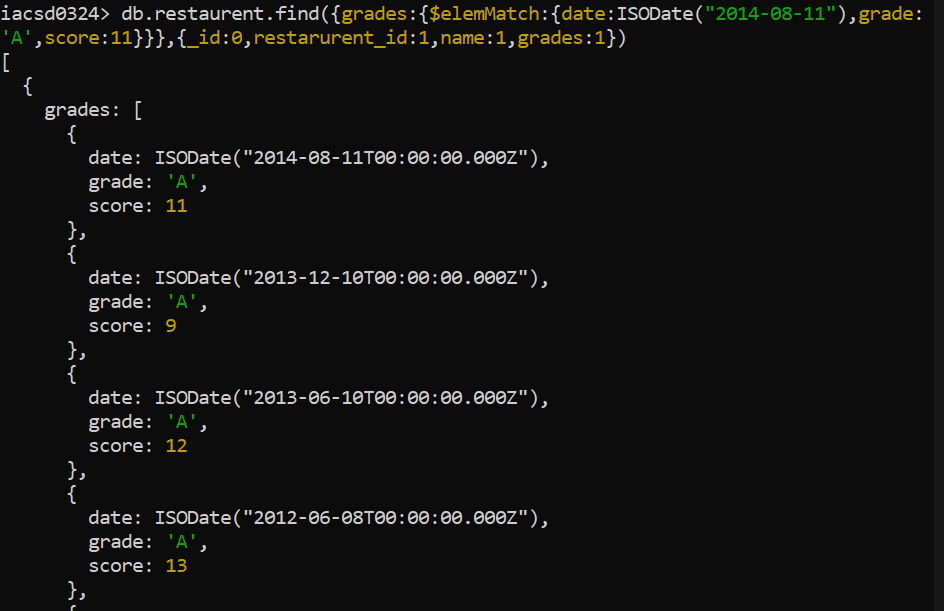 iacsd0324> db.restaurent.find({grades:{$elemMatch:{date:ISODate("2014-08-11"),grade:
'A',score:11}}},{_id:0,restarurent_id:1,name:1,grades:1})
[
  {
    grades: [
      {
        date: ISODate("2014-08-11T00:00:00.000Z"),
        grade: 'A',
        score: 11
      },
      {
        date: ISODate("2013-12-10T00:00:00.000Z"),
        grade: 'A',
        score: 9
      },
      {
        date: ISODate("2013-06-10T00:00:00.000Z"),
        grade: 'A',
        score: 12
      },
      {
        date: ISODate("2012-06-08T00:00:00.000Z"),
        grade: 'A',
        score: 13
      },
      {